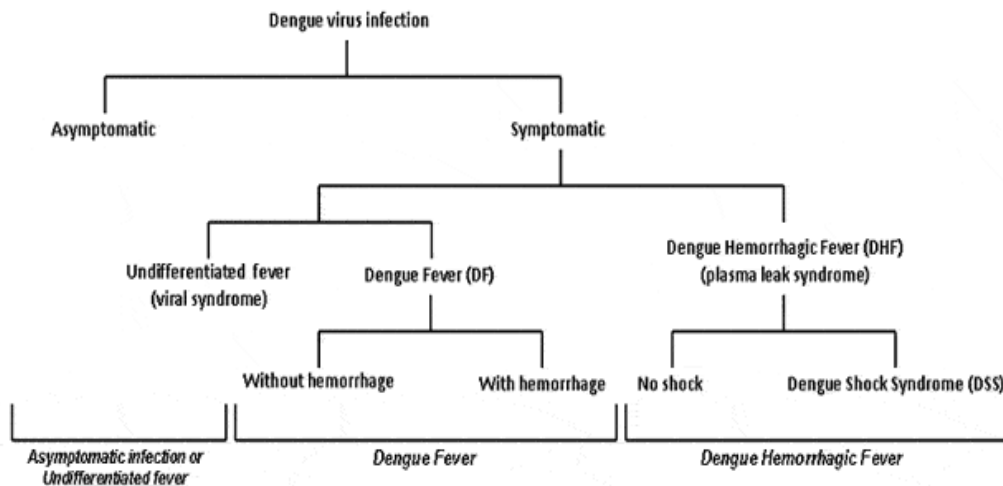 Dengue virus infection
Asymptomatic
Symptomatic
Undifferentiated fever
(viral syndrome)
Dengue Fever (DF)
Dengue Hemorrhagic Fever (DHF)
(plasma leak syndrome)
Without hemorrhage
With hemorrhage
No shock
Dengue Shock Syndrome (DSS)
Asymptomatic infection or
Undifferentiated fever
Dengue Fever
Dengue Hemorrhagic Fever